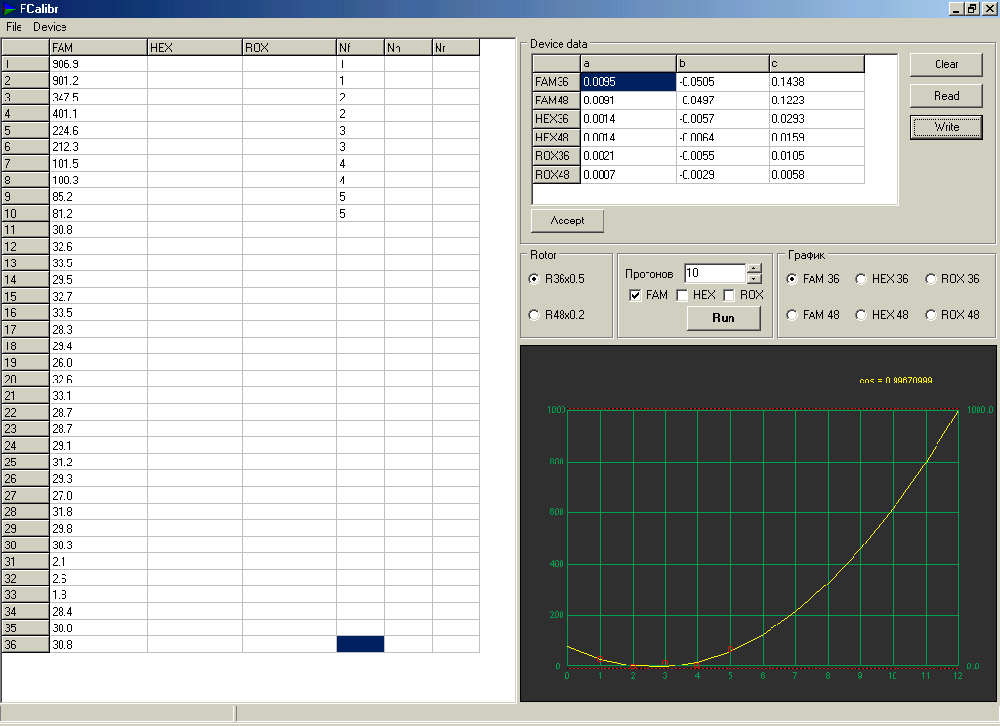 FCalibr
File Device
FAM HEX ROX Nf Nh Nr
1 906.9 1
2 901.2 1
3 347.5 2
4 401.1 2
5 224.6 3
6 212.3 3
7 101.5 4
8 100.3 4
9 85.2 5
10 81.2 5
11 30.8
12 32.6
13 33.5
14 29.5
15 32.7
16 33.5
17 28.3
18 29.4
19 26.0
20 32.6
21 33.1
22 28.7
23 28.7
24 29.1
25 31.2
26 29.3
27 27.0
28 31.8
29 29.8
30 30.3
31 2.1
32 2.6
33 1.8
34 28.4
35 30.0
36 30.8
Device data
a b c
FAM36 0.0095 -0.0505 0.1438
FAM48 0.0091 -0.0497 0.1223
HEX36 0.0014 -0.0057 0.0293
HEX48 0.0014 -0.0064 0.0159
ROX36 0.0021 -0.0055 0.0105
ROX48 0.0007 -0.0029 0.0058
Clear
Read
Write
Accept
Rotor
R36x0.5
R48x0.2
Прогонов 10
FAM HEX ROX
Run
График
FAM 36 HEX 36 ROX 36
FAM 48 HEX 48 ROX 48
cos = 0.99670999
1000 1000.0
800
600
400
200
0 0.0
0 1 2 3 4 5 6 7 8 9 10 11 12